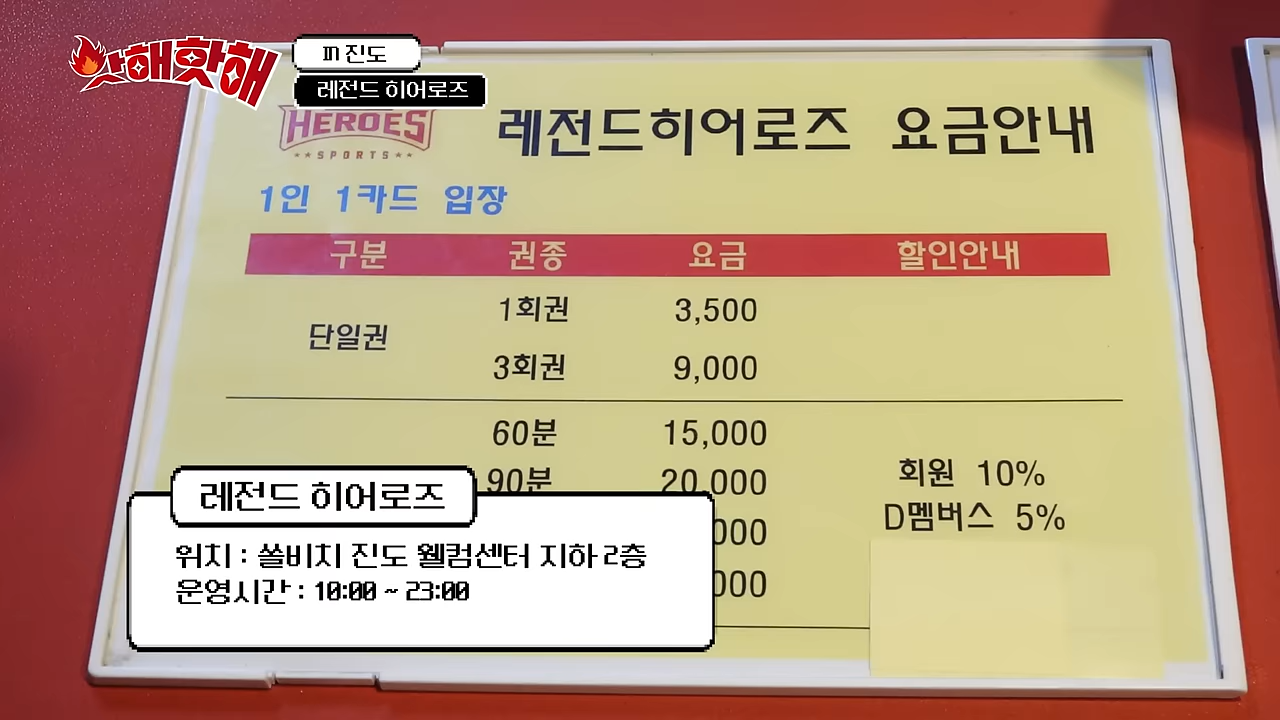 핫해핫해
in 진도
레전드 히어로즈
HEROES
★★SPORTS★★
레전드히어로즈 요금안내
1인 1카드 입장
구분 권종 요금 할인안내
단일권
1회권 3,500
3회권 9,000
60분 15,000
90분 20,000
회원 10%
D멤버스 5%
000
000
레전드 히어로즈
위치 : 쏠비치 진도 웰컴센터 지하 2층
운영시간 : 10:00 ~ 23:00